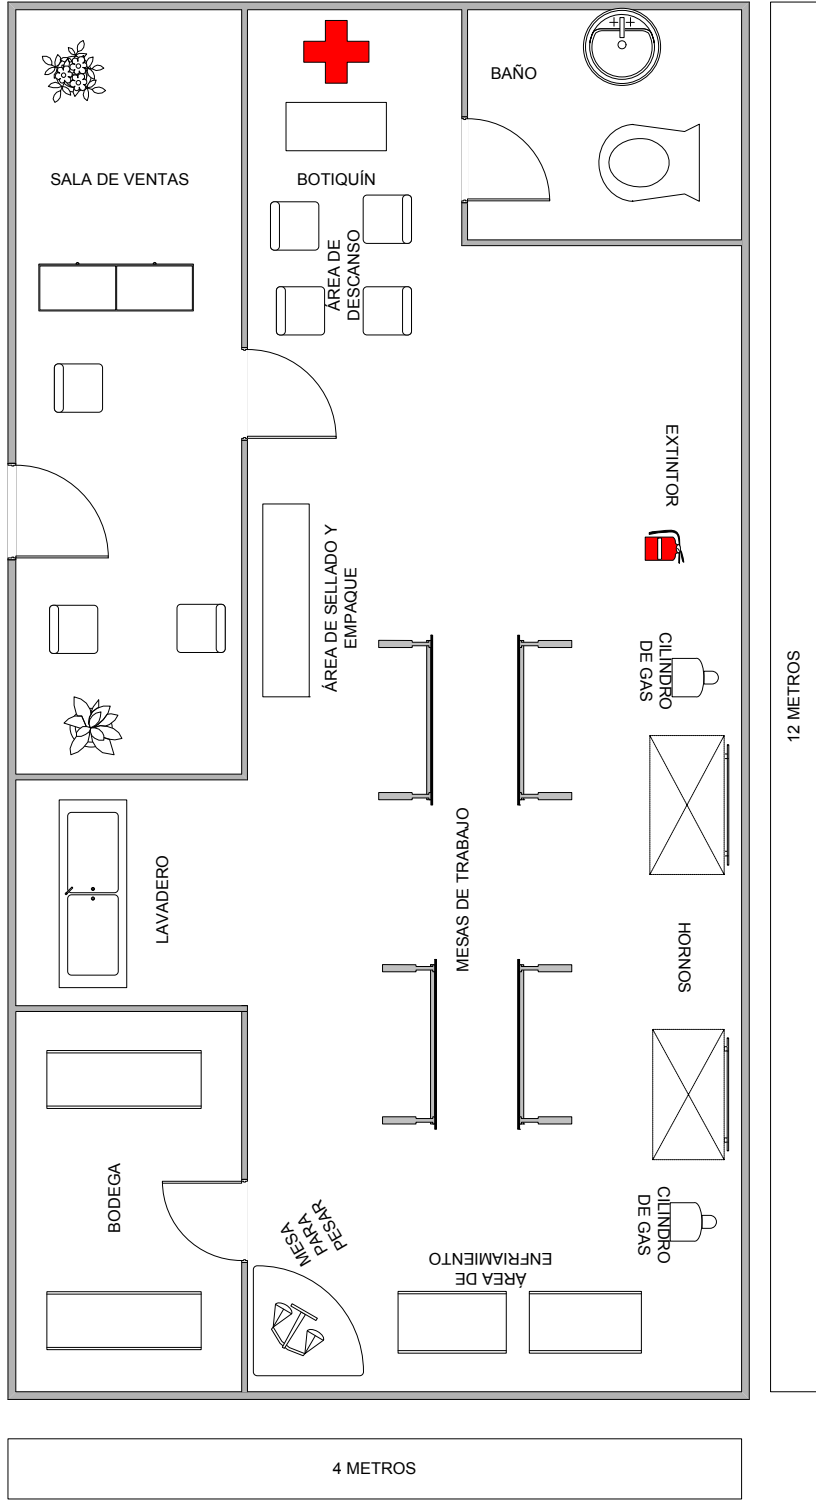 BAÑO
SALA DE VENTAS
BOTIQUÍN
ÁREA DE
DESCANSO
EXTINTOR
ÁREA DE SELLADO Y
EMPAQUE
CILINDRO
DE GAS
12 METROS
MESAS DE TRABAJO
LAVADERO
HORNOS
BODEGA
MESA
PARA
PESAR
CILINDRO
DE GAS
ÁREA DE
ENFRIAMIENTO
4 METROS